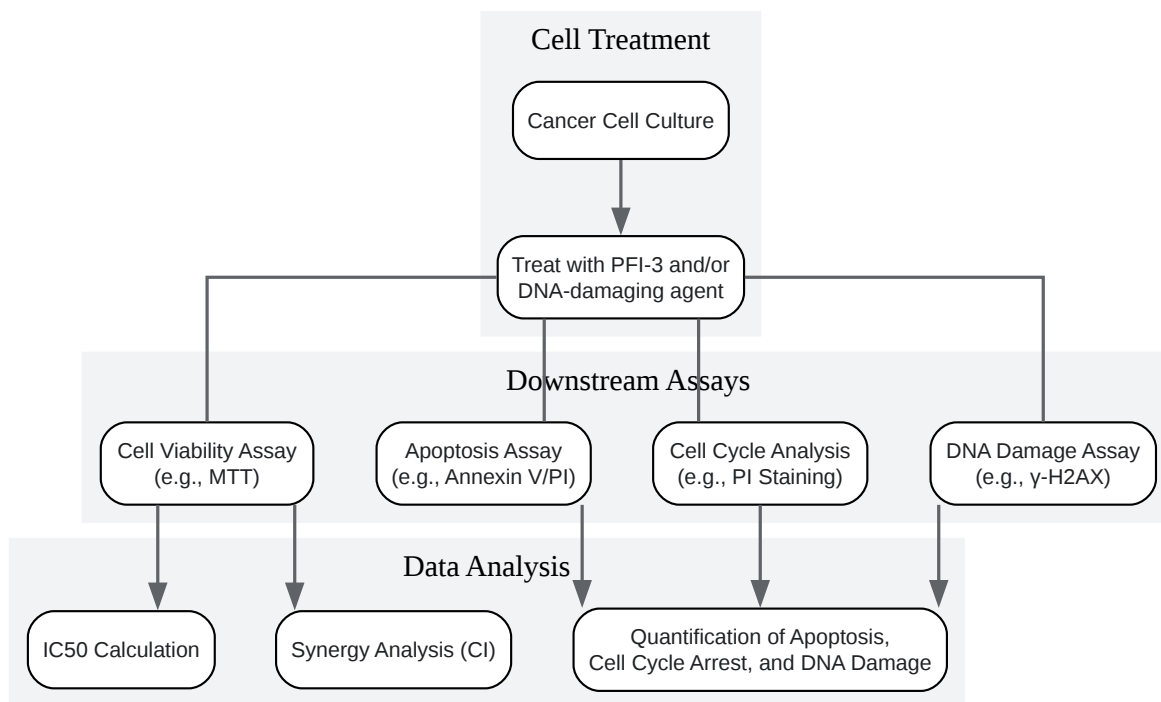 Cell Treatment
Cancer Cell Culture
Treat with PFI-3 and/or
DNA-damaging agent
Downstream Assays
Cell Viability Assay
(e.g., MTT)
Apoptosis Assay
(e.g., Annexin V/PI)
Cell Cycle Analysis
(e.g., PI Staining)
DNA Damage Assay
(e.g., γ-H2AX)
Data Analysis
IC50 Calculation
Synergy Analysis (CI)
Quantification of Apoptosis,
Cell Cycle Arrest, and DNA Damage